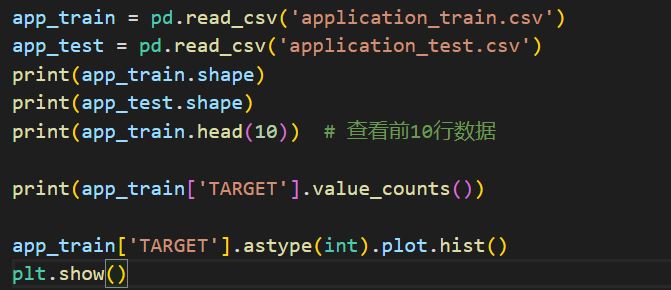 app_train = pd.read_csv('application_train.csv')
app_test = pd.read_csv('application_test.csv')
print(app_train.shape)
print(app_test.shape)
print(app_train.head(10))  # 查看前10行数据
print(app_train['TARGET'].value_counts())
app_train['TARGET'].astype(int).plot.hist()
plt.show()